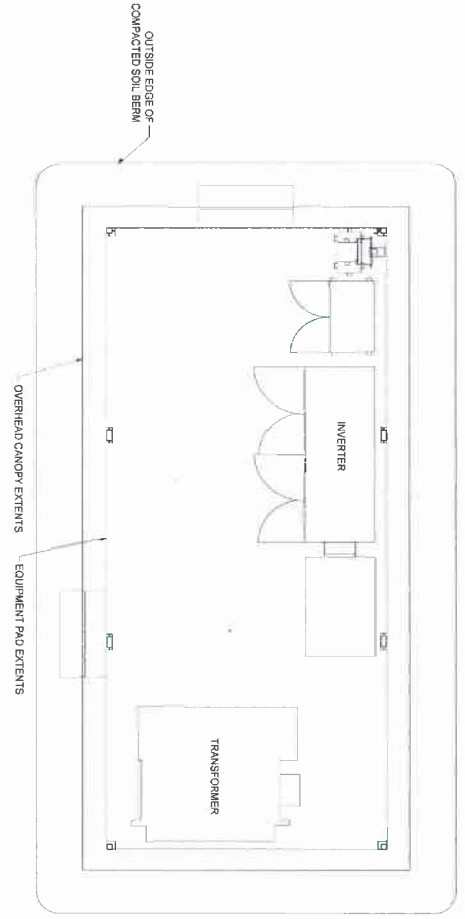 OUTSIDE EDGE OF
COMPACTED SOIL BERM
INVERTER
TRANSFORMER
OVERHEAD CANOPY EXTENTS
EQUIPMENT PAD EXTENTS